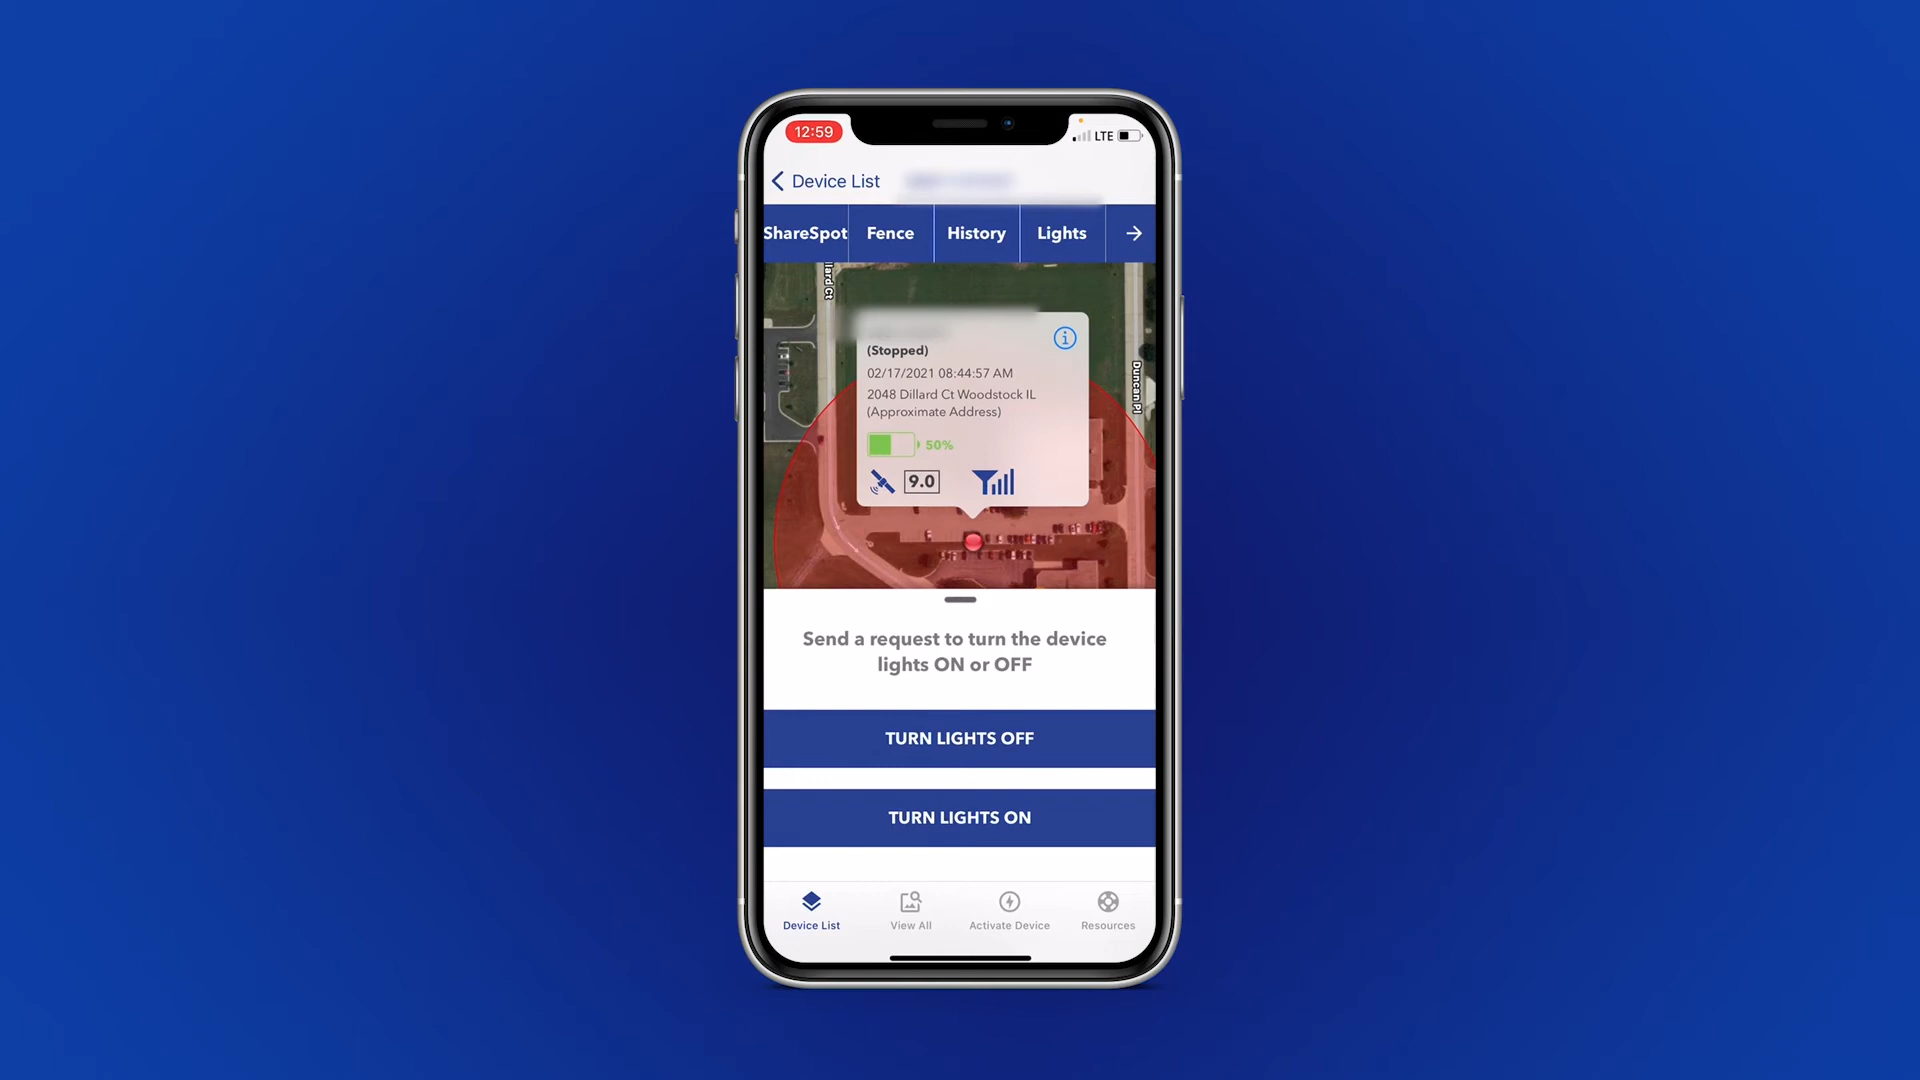 12:59
LTE
Device List
ShareSpot
Fence
History
Lights
llard Ct
(Stopped)
02/17/2021 08:44:57 AM
2048 Dillard Ct Woodstock IL
(Approximate Address)
50%
9.0
Duncan Pl
Send a request to turn the device
lights ON or OFF
TURN LIGHTS OFF
TURN LIGHTS ON
Device List
View All
Activate Device
Resources